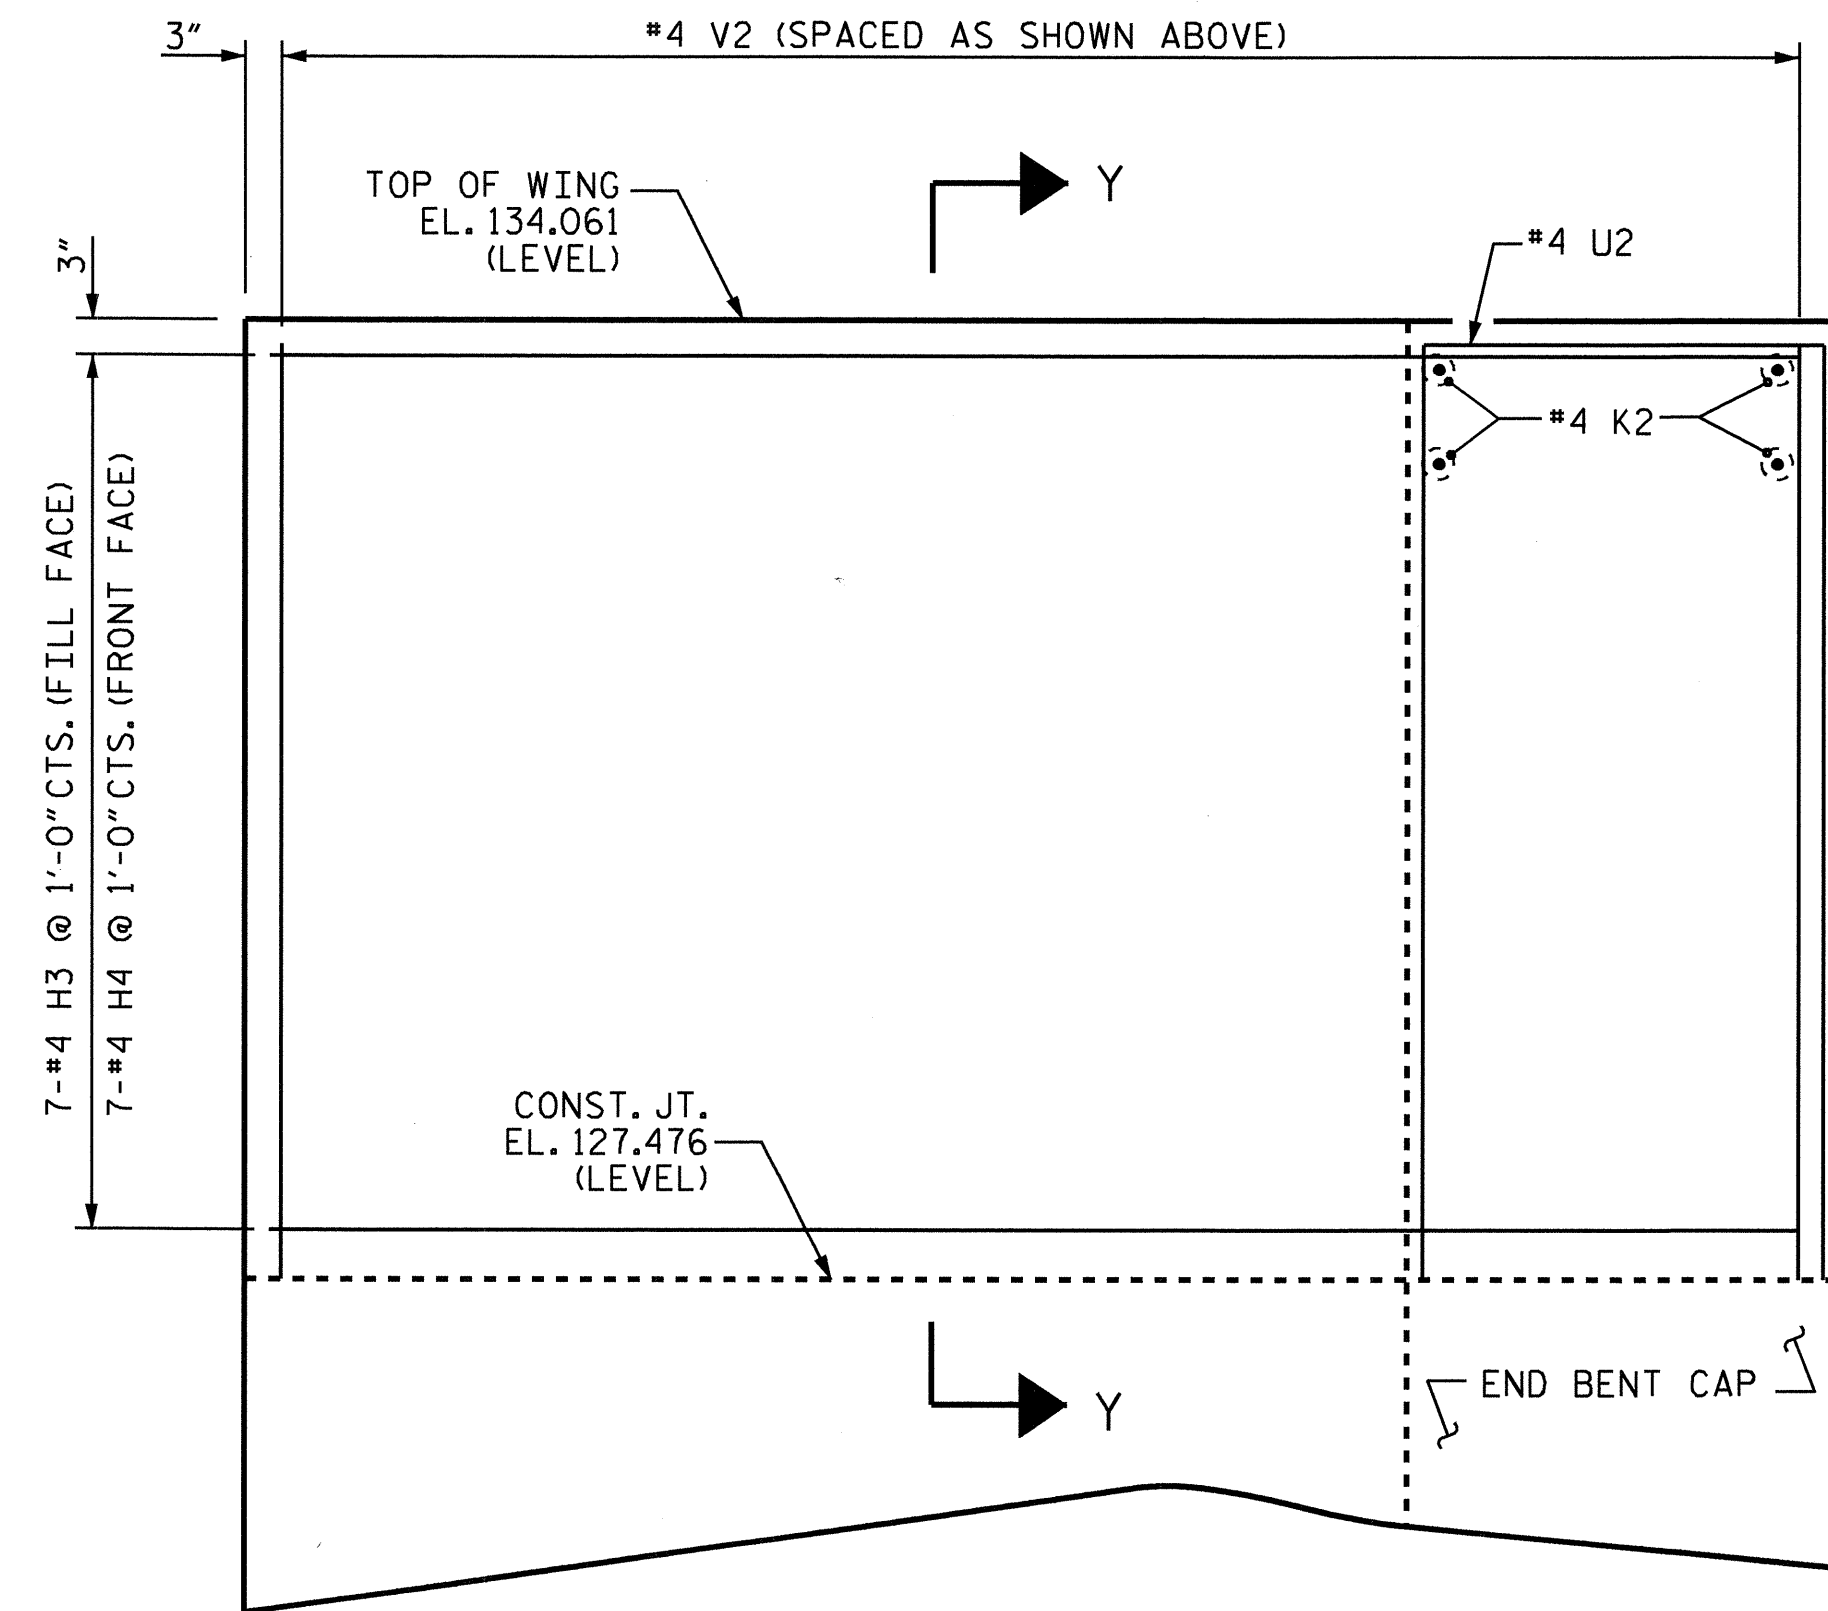 3"
#4 V2 (SPACED AS SHOWN ABOVE)
TOP OF WING
EL. 134.061
(LEVEL)
Y
3"
#4 U2
#4 K2
7-#4 H3 @ 1'-0" CTS. (FILL FACE)
7-#4 H4 @ 1'-0" CTS. (FRONT FACE)
CONST. JT.
EL. 127.476
(LEVEL)
END BENT CAP
Y